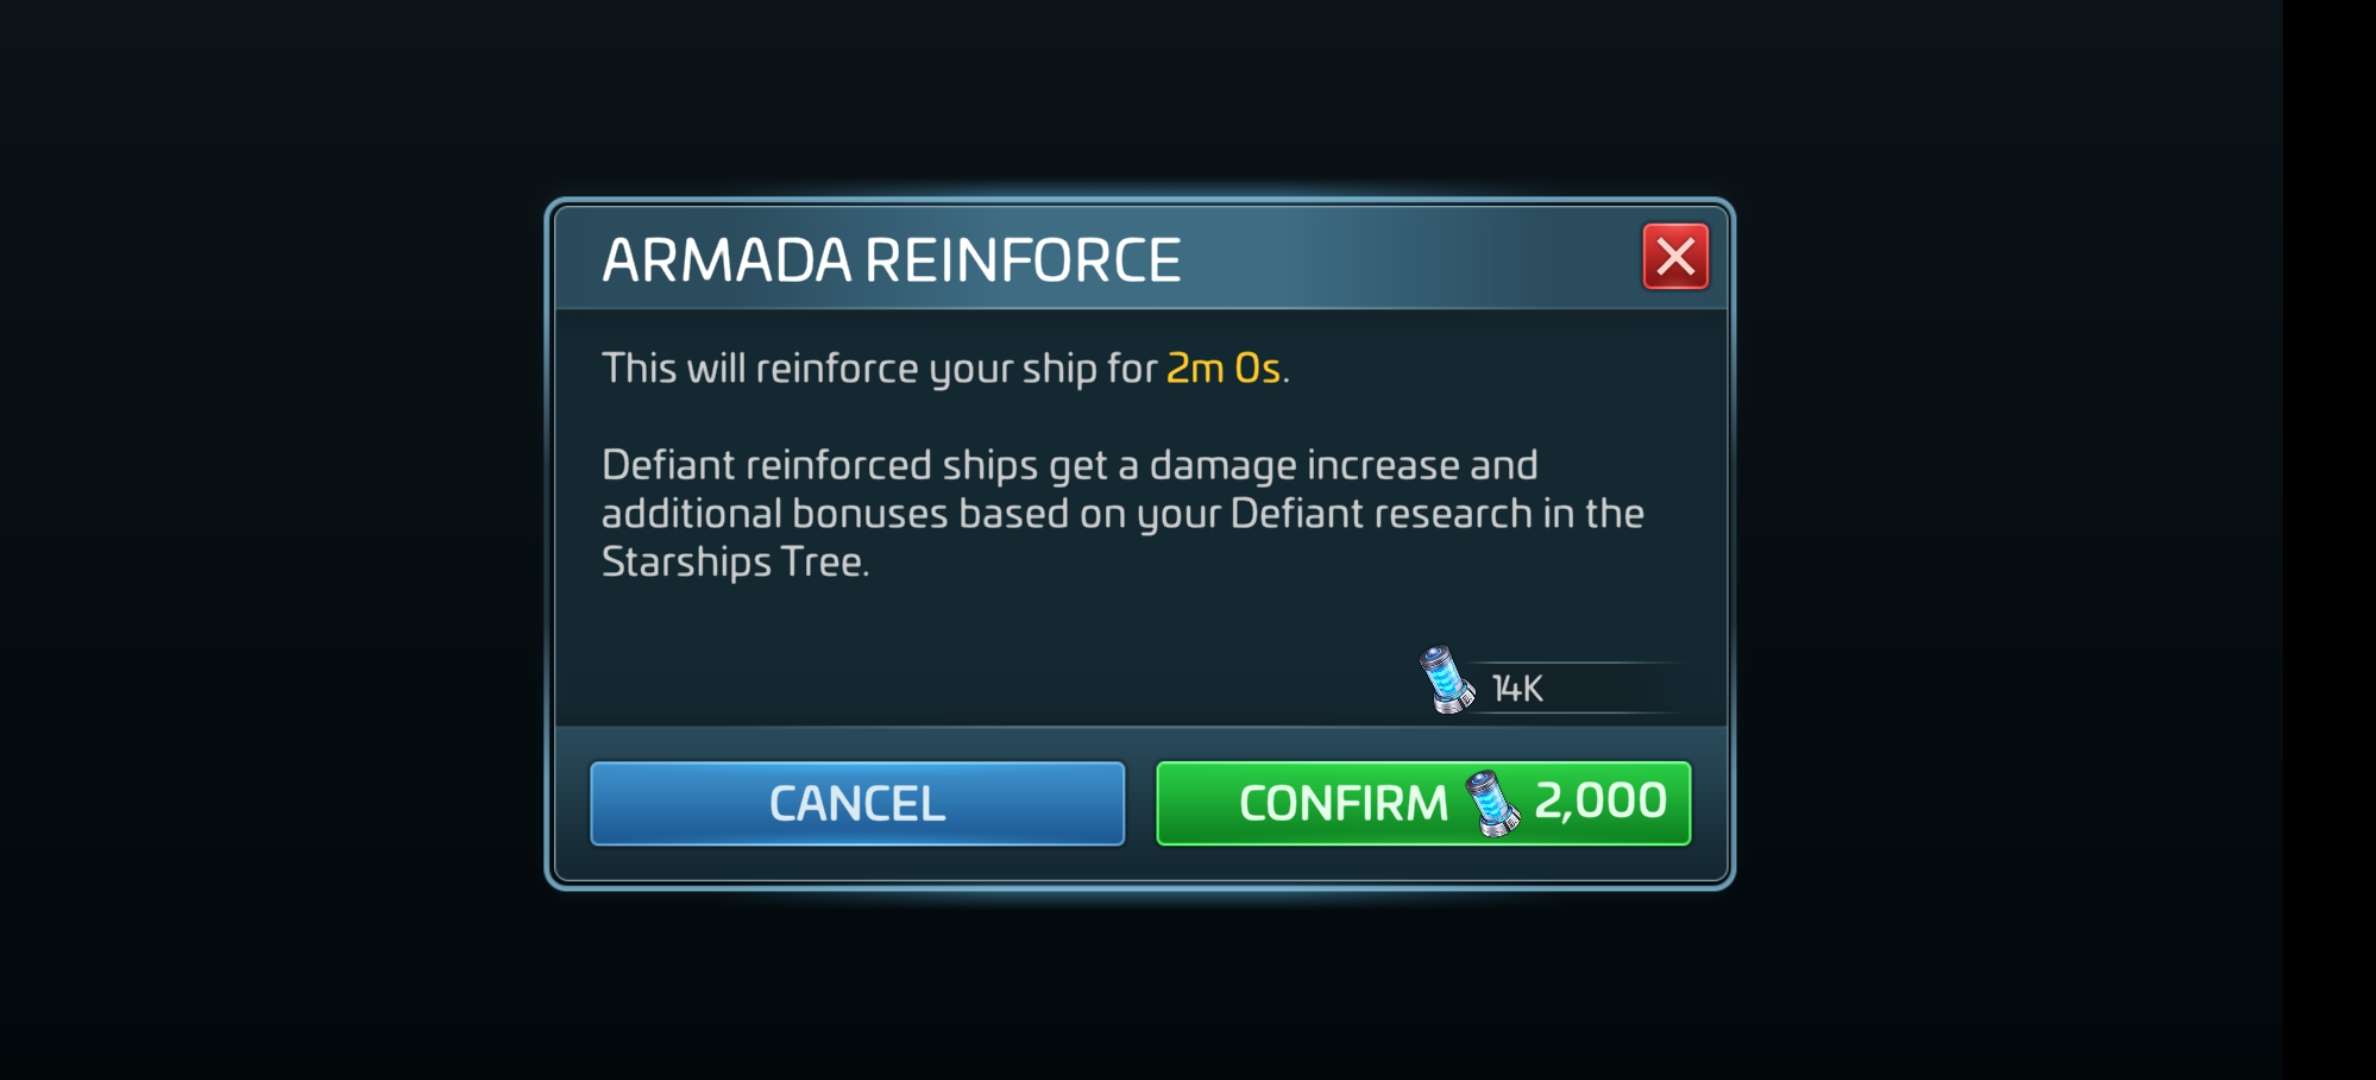 ARMADA REINFORCE
This will reinforce your ship for 2m 0s.
Defiant reinforced ships get a damage increase and
additional bonuses based on your Defiant research in the
Starships Tree.
14K
CANCEL
CONFIRM 2,000